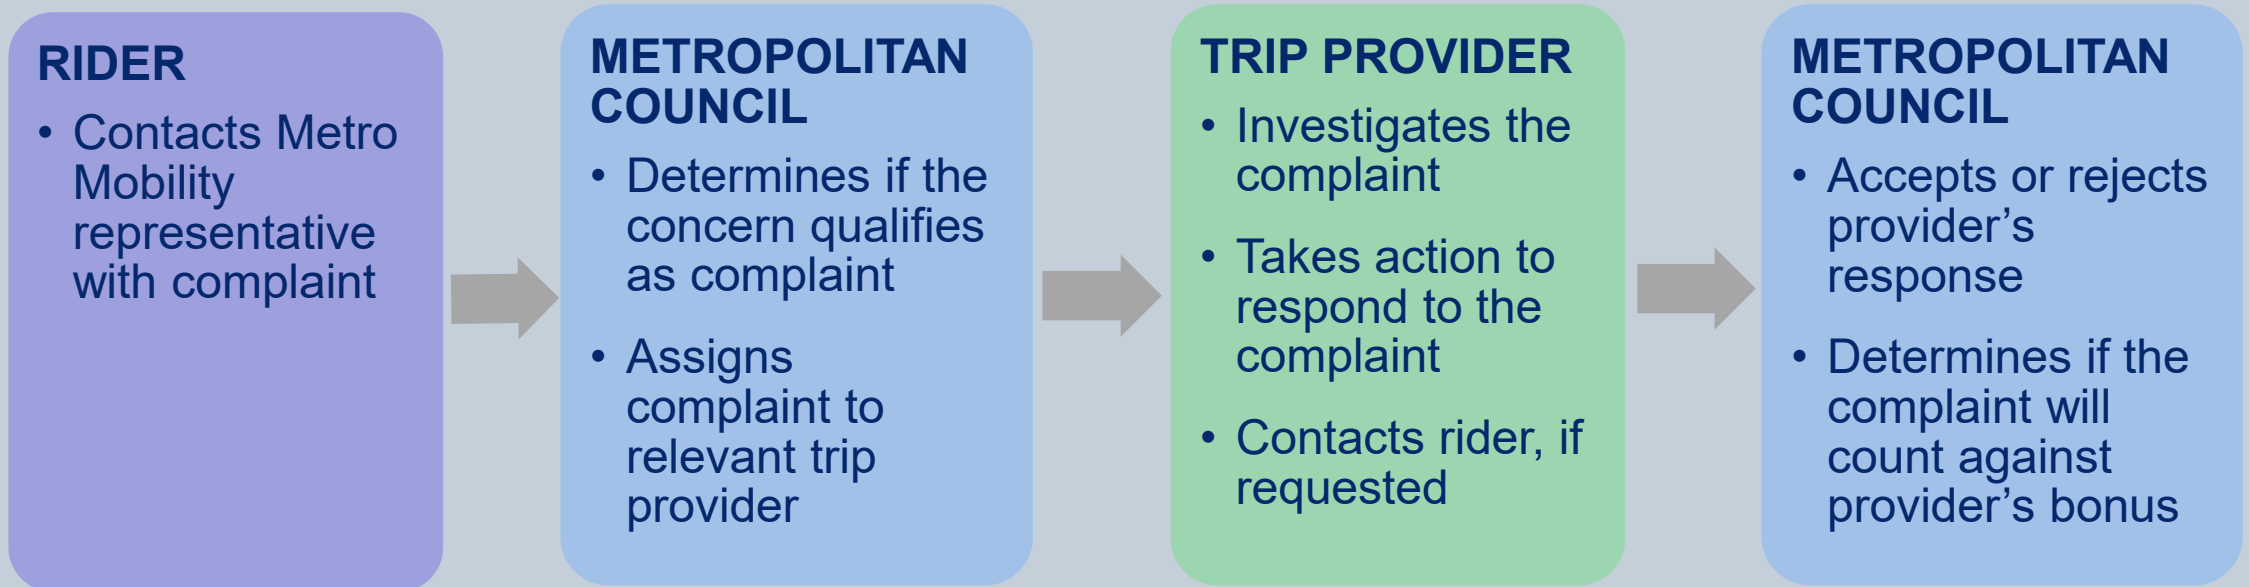 RIDER
• Contacts Metro
Mobility
representative
with complaint
METROPOLITAN
COUNCIL
• Determines if the
concern qualifies
as complaint
• Assigns
complaint to
relevant trip
provider
TRIP PROVIDER
• Investigates the
complaint
• Takes action to
respond to the
complaint
• Contacts rider, if
requested
METROPOLITAN
COUNCIL
• Accepts or rejects
provider’s
response
• Determines if the
complaint will
count against
provider’s bonus